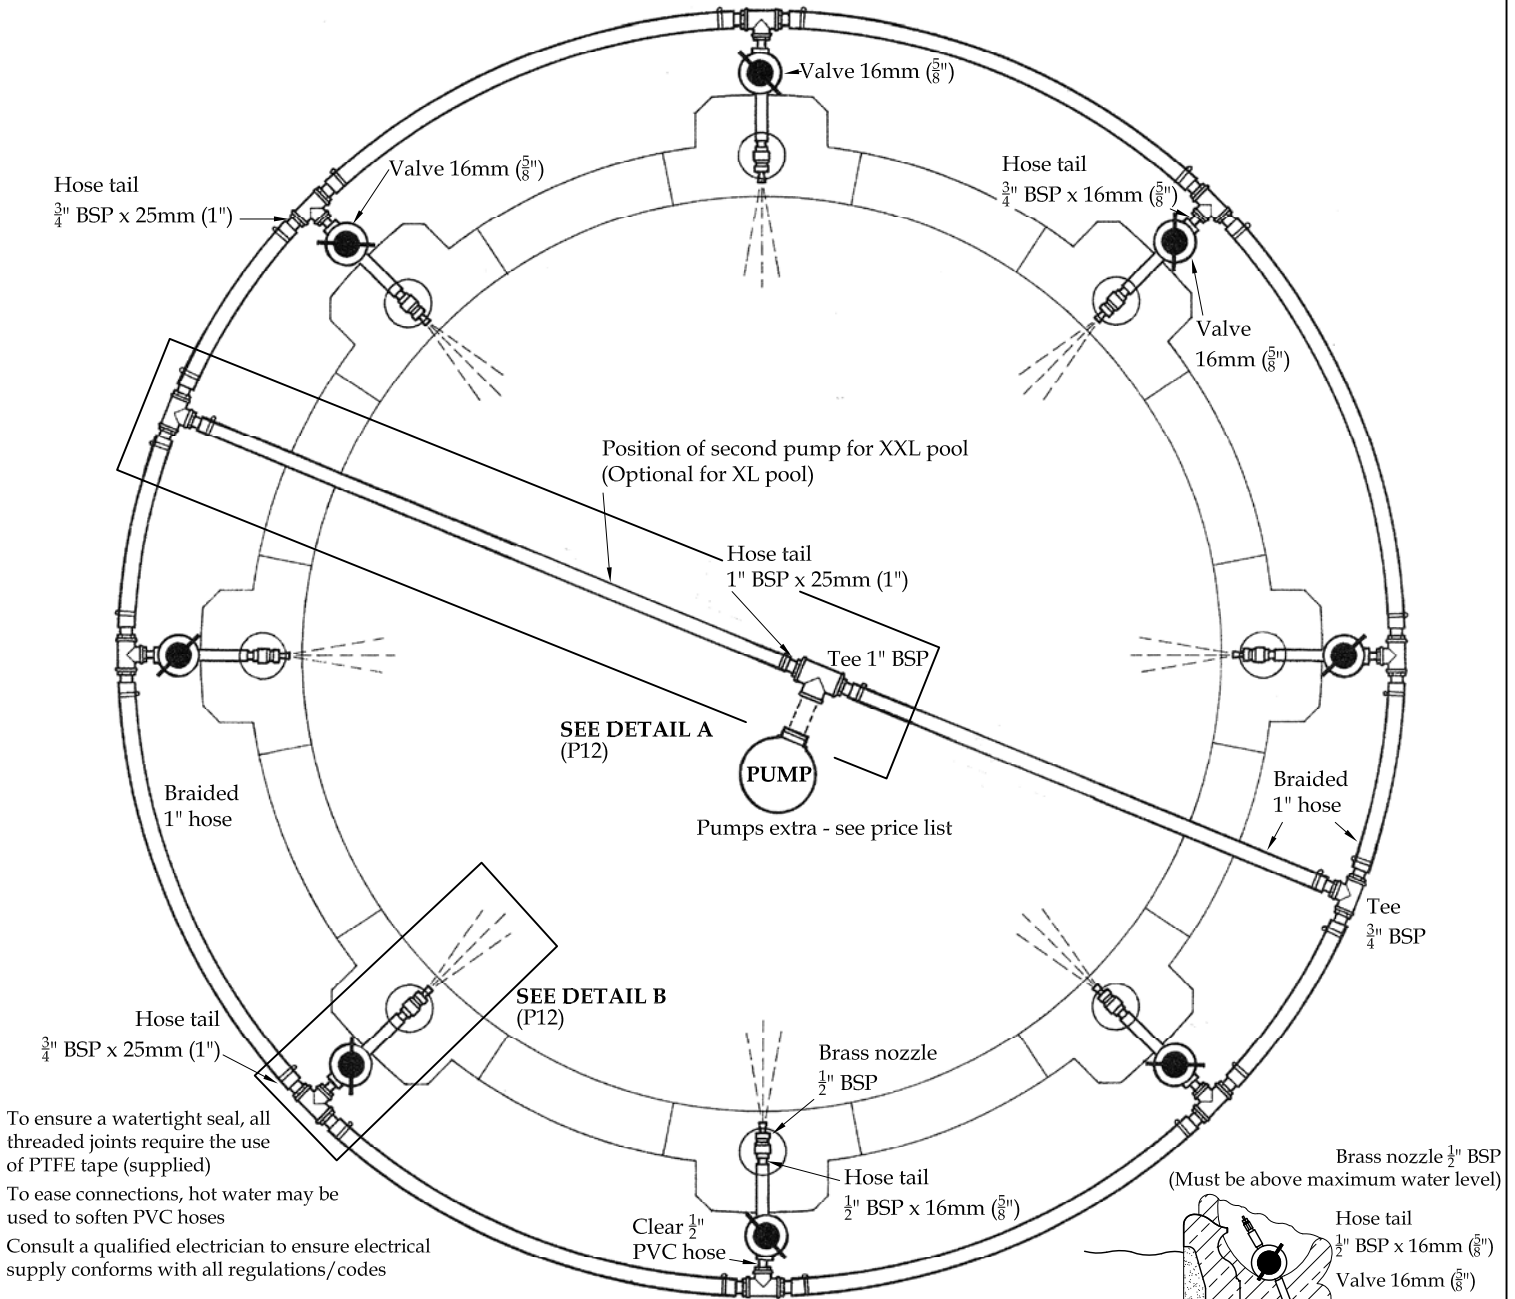 Valve 16mm (5/8")
Valve 16mm (5/8")
Hose tail
3/4" BSP x 25mm (1")
Hose tail
3/4" BSP x 16mm (5/8")
Valve
16mm (5/8")
Position of second pump for XXL pool
(Optional for XL pool)
Hose tail
1" BSP x 25mm (1")
Tee 1" BSP
SEE DETAIL A
(P12)
PUMP
Pumps extra - see price list
Braided
1" hose
Braided
1" hose
Tee
3/4" BSP
SEE DETAIL B
(P12)
Hose tail
3/4" BSP x 25mm (1")
Brass nozzle
1/2" BSP
Hose tail
1/2" BSP x 16mm (5/8")
Clear 1/2"
PVC hose
To ensure a watertight seal, all
threaded joints require the use
of PTFE tape (supplied)
To ease connections, hot water may be
used to soften PVC hoses
Consult a qualified electrician to ensure electrical
supply conforms with all regulations/codes
Brass nozzle 1/2" BSP
(Must be above maximum water level)
Hose tail
1/2" BSP x 16mm (5/8")
Valve 16mm (5/8")